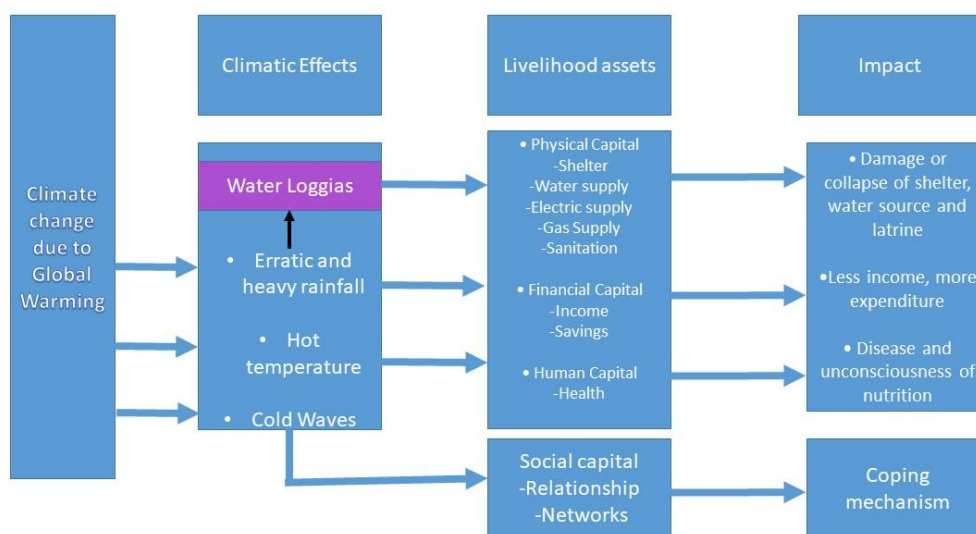 Climate change due to Global Warming
Climatic Effects
Livelihood assets
Impact
Water Loggias
• Erratic and
heavy rainfall
• Hot
temperature
• Cold Waves
• Physical Capital
-Shelter
-Water supply
-Electric supply
-Gas Supply
-Sanitation
• Financial Capital
-Income
-Savings
• Human Capital
-Health
• Damage or
collapse of shelter,
water source and
latrine
•Less income, more
expenditure
• Disease and
unconsciousness of
nutrition
Social capital
-Relationship
-Networks
Coping
mechanism